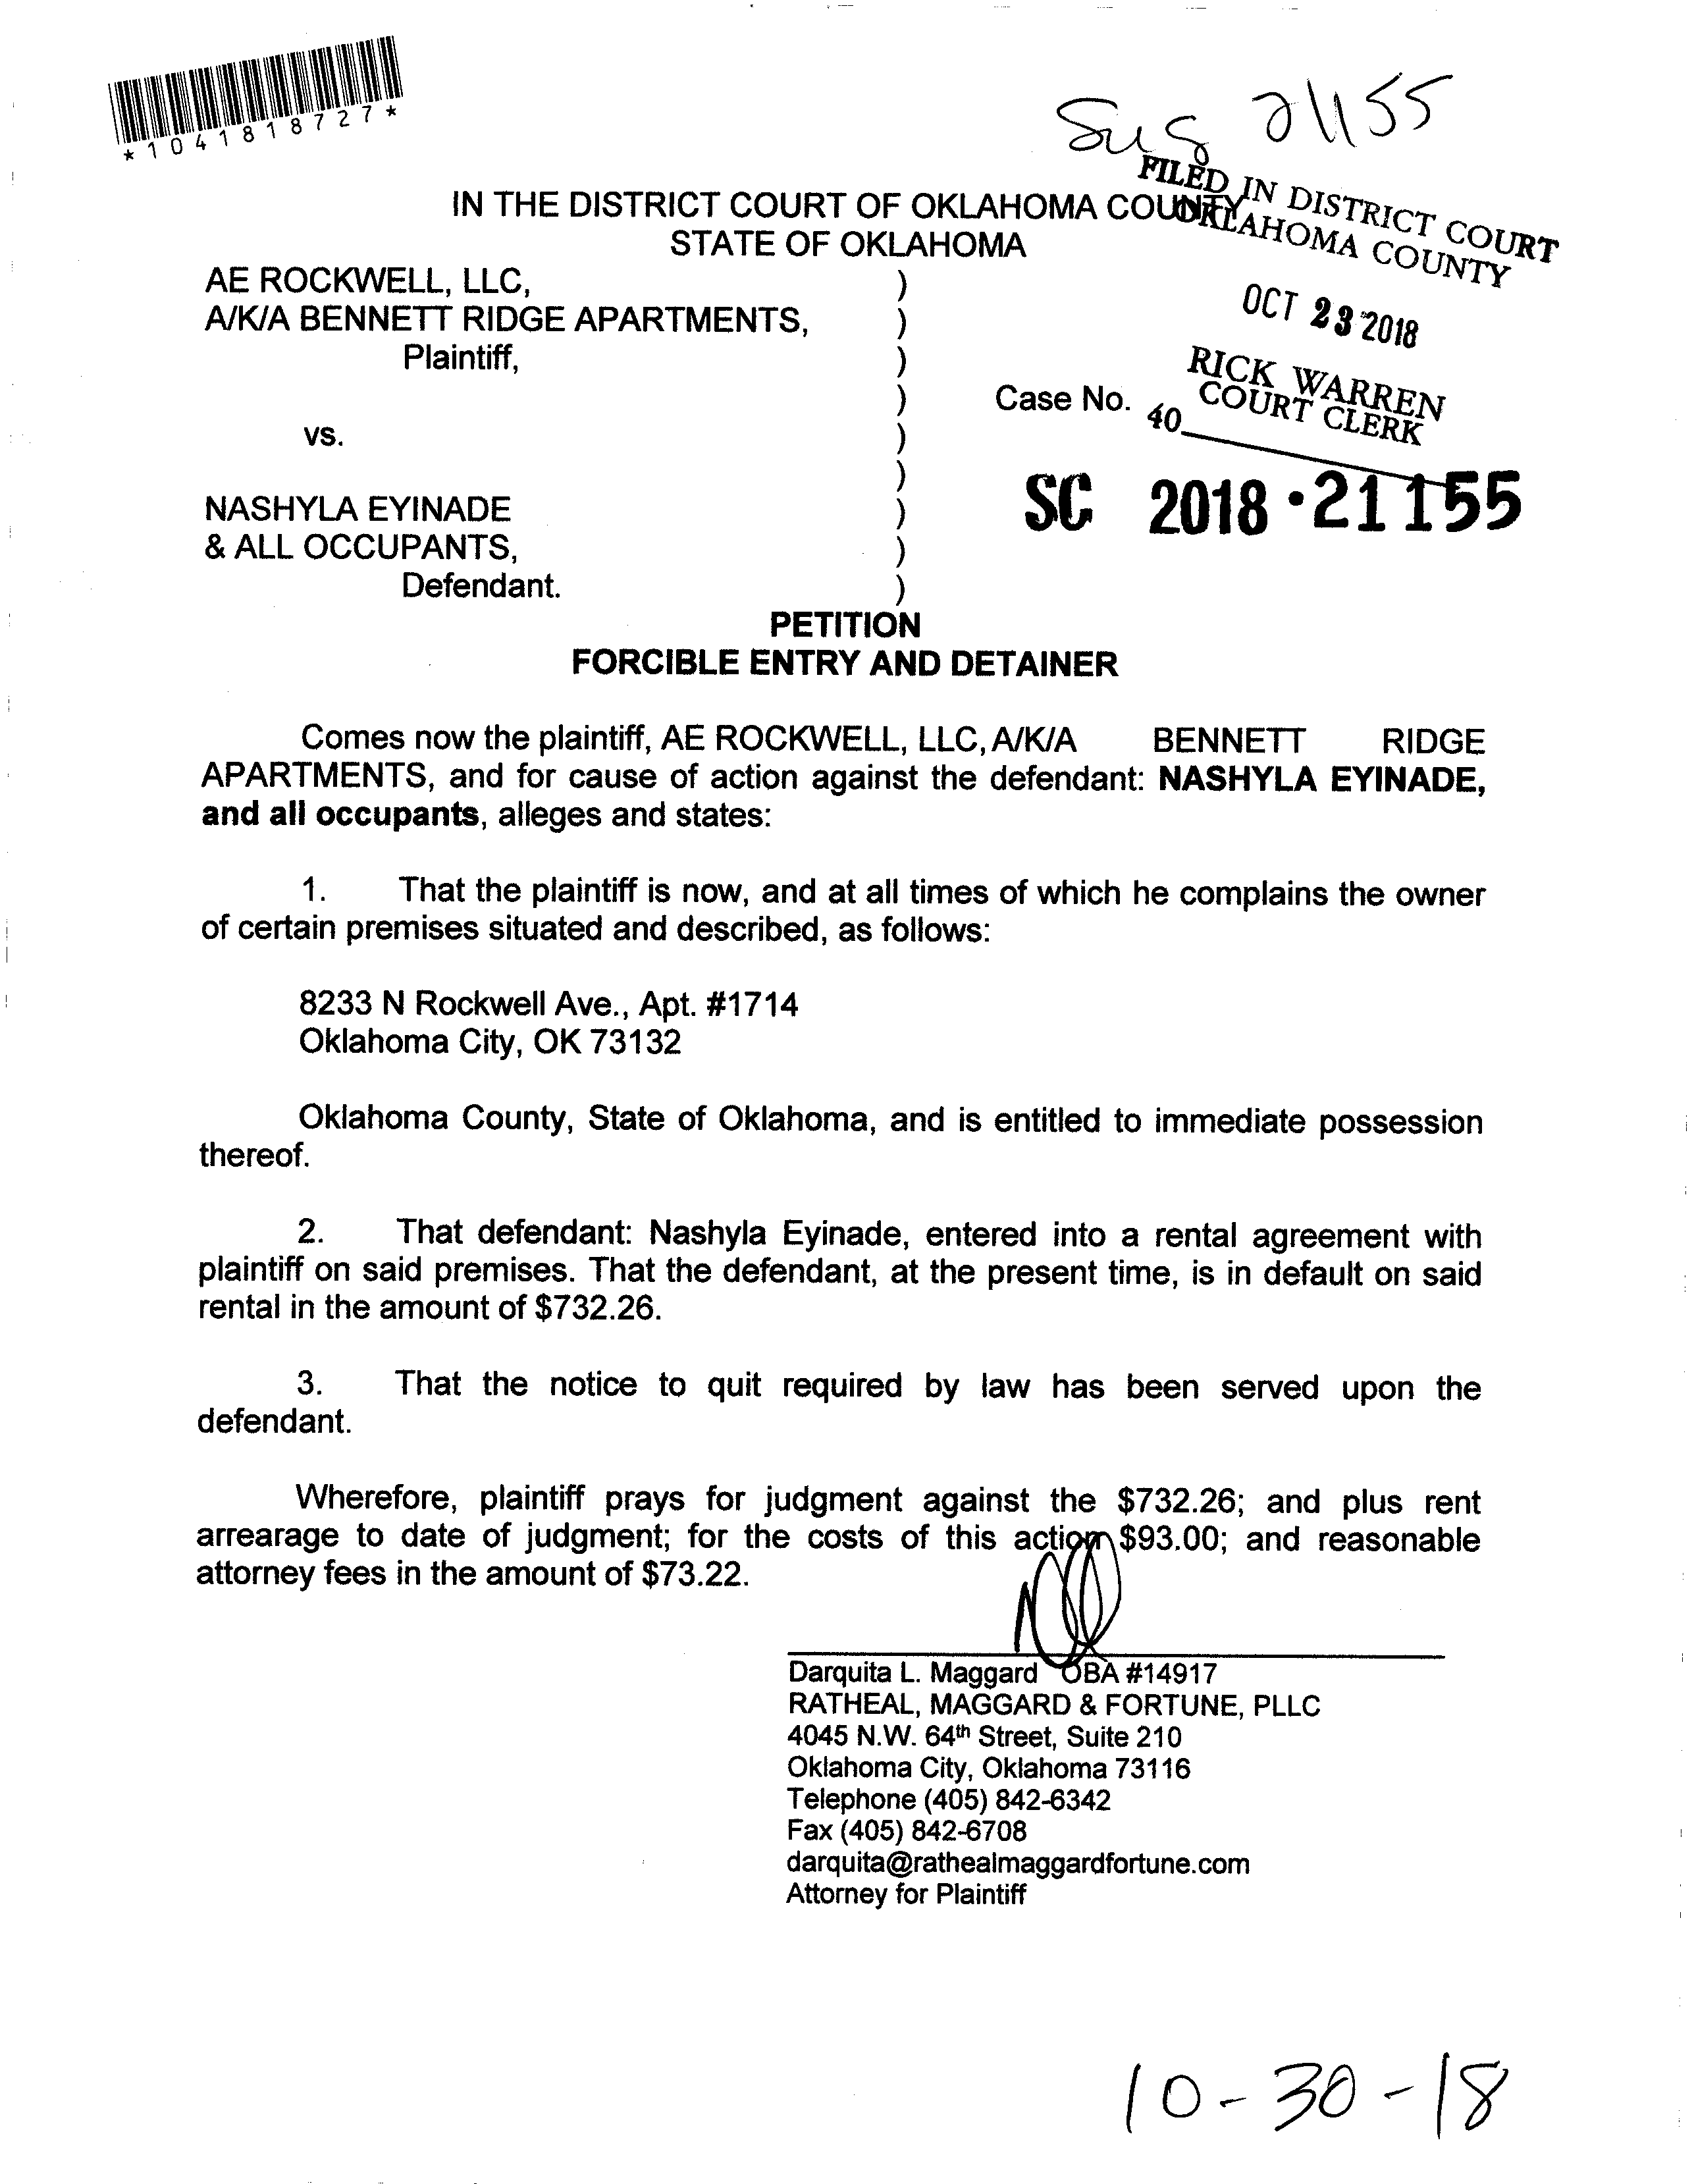 *1041818727*
21155
FILED IN DISTRICT COURT
OKLAHOMA COUNTY
IN THE DISTRICT COURT OF OKLAHOMA COUNTY
STATE OF OKLAHOMA
OCT 23 2018
RICK WARREN
COURT CLERK
40
AE ROCKWELL, LLC, )
A/K/A BENNETT RIDGE APARTMENTS, )
Plaintiff, )
) Case No.
vs. )
)
SC 2018-21155
NASHYLA EYINADE )
& ALL OCCUPANTS, )
Defendant. )
PETITION
FORCIBLE ENTRY AND DETAINER
Comes now the plaintiff, AE ROCKWELL, LLC, A/K/A BENNETT RIDGE
APARTMENTS, and for cause of action against the defendant: NASHYLA EYINADE,
and all occupants, alleges and states:
1. That the plaintiff is now, and at all times of which he complains the owner
of certain premises situated and described, as follows:
8233 N Rockwell Ave., Apt. #1714
Oklahoma City, OK 73132
Oklahoma County, State of Oklahoma, and is entitled to immediate possession
thereof.
2. That defendant: Nashyla Eyinade, entered into a rental agreement with
plaintiff on said premises. That the defendant, at the present time, is in default on said
rental in the amount of $732.26.
3. That the notice to quit required by law has been served upon the
defendant.
Wherefore, plaintiff prays for judgment against the $732.26; and plus rent
arrearage to date of judgment; for the costs of this action $93.00; and reasonable
attorney fees in the amount of $73.22.
Darquita L. Maggard OBA #14917
RATHEAL, MAGGARD & FORTUNE, PLLC
4045 N.W. 64th Street, Suite 210
Oklahoma City, Oklahoma 73116
Telephone (405) 842-6342
Fax (405) 842-6708
darquita@rathealmaggardfortune.com
Attorney for Plaintiff
10-30-18